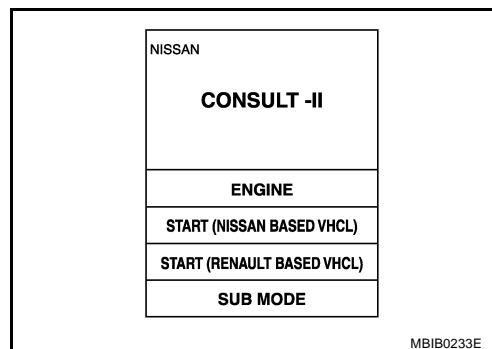 NISSAN
CONSULT -II
ENGINE
START (NISSAN BASED VHCL)
START (RENAULT BASED VHCL)
SUB MODE
MBIB0233E